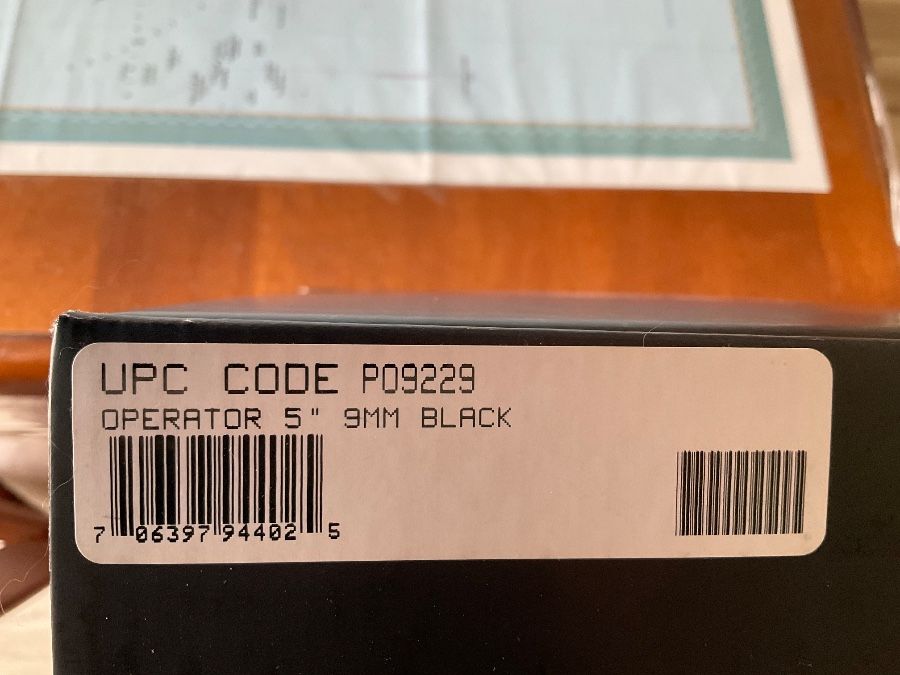 UPC CODE P09229
OPERATOR 5" 9MM BLACK
7 06397 94402 5